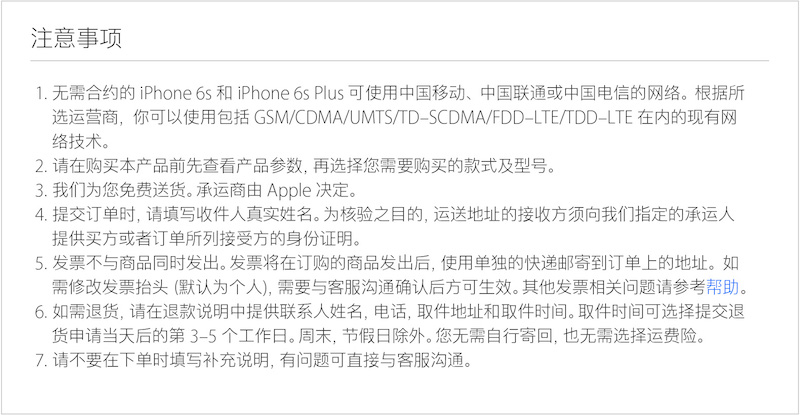 注意事项
1. 无需合约的 iPhone 6s 和 iPhone 6s Plus 可使用中国移动、中国联通或中国电信的网络。根据所
选运营商，你可以使用包括 GSM/CDMA/UMTS/TD–SCDMA/FDD–LTE/TDD–LTE 在内的现有网
络技术。
2. 请在购买本产品前先查看产品参数，再选择您需要购买的款式及型号。
3. 我们为您免费送货。承运商由 Apple 决定。
4. 提交订单时，请填写收件人真实姓名。为核验之目的，运送地址的接收方须向我们指定的承运人
提供买方或者订单所列接受方的身份证明。
5. 发票不与商品同时发出。发票将在订购的商品发出后，使用单独的快递邮寄到订单上的地址。如
需修改发票抬头 (默认为个人)，需要与客服沟通确认后方可生效。其他发票相关问题请参考帮助。
6. 如需退货，请在退款说明中提供联系人姓名，电话，取件地址和取件时间。取件时间可选择提交退
货申请当天后的第 3–5 个工作日。周末，节假日除外。您无需自行寄回，也无需选择运费险。
7. 请不要在下单时填写补充说明，有问题可直接与客服沟通。